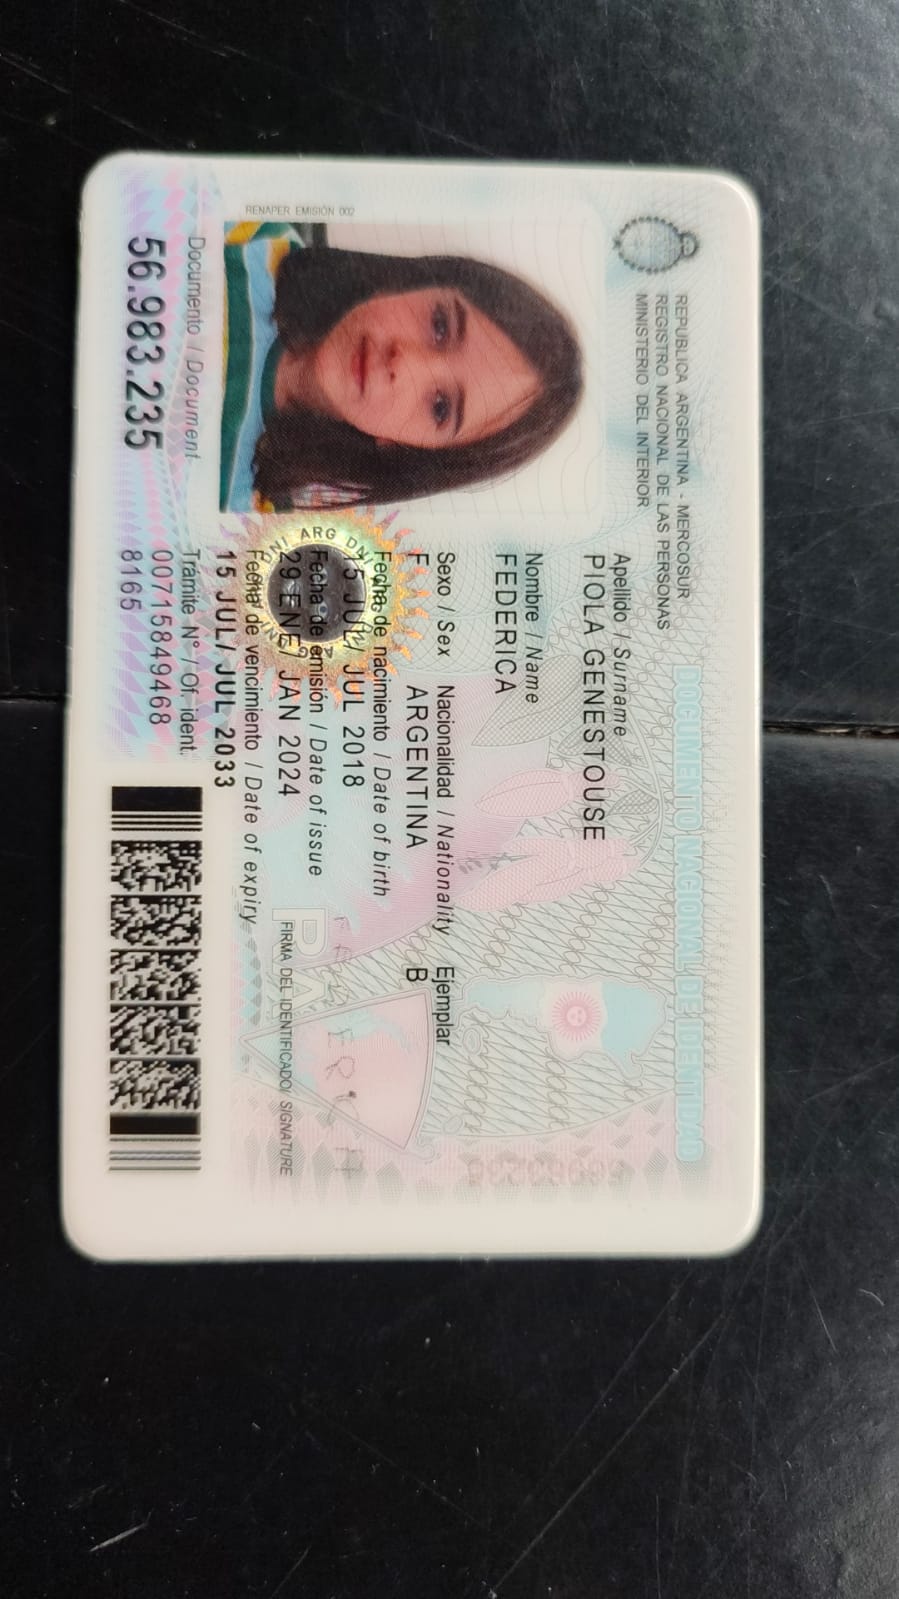 REPUBLICA ARGENTINA - MERCOSUR
REGISTRO NACIONAL DE LAS PERSONAS
MINISTERIO DEL INTERIOR
DOCUMENTO NACIONAL DE IDENTIDAD
RENAPER EMISIÓN 002
Apellido / Surname
PIOLA GENESTOUSE
Nombre / Name
FEDERICA
Sexo / Sex Nacionalidad / Nationality Ejemplar
F ARGENTINA B
Fecha de nacimiento / Date of birth
15 JUL/ JUL 2018
Fecha de emisión / Date of issue
29 ENE/ JAN 2024
Fecha de vencimiento / Date of expiry
15 JUL/ JUL 2033
FIRMA DEL IDENTIFICADO/ SIGNATURE
Documento / Document
56.983.235
Trámite N° / Of. ident.
00715849468
8165
ARG DNI
RA